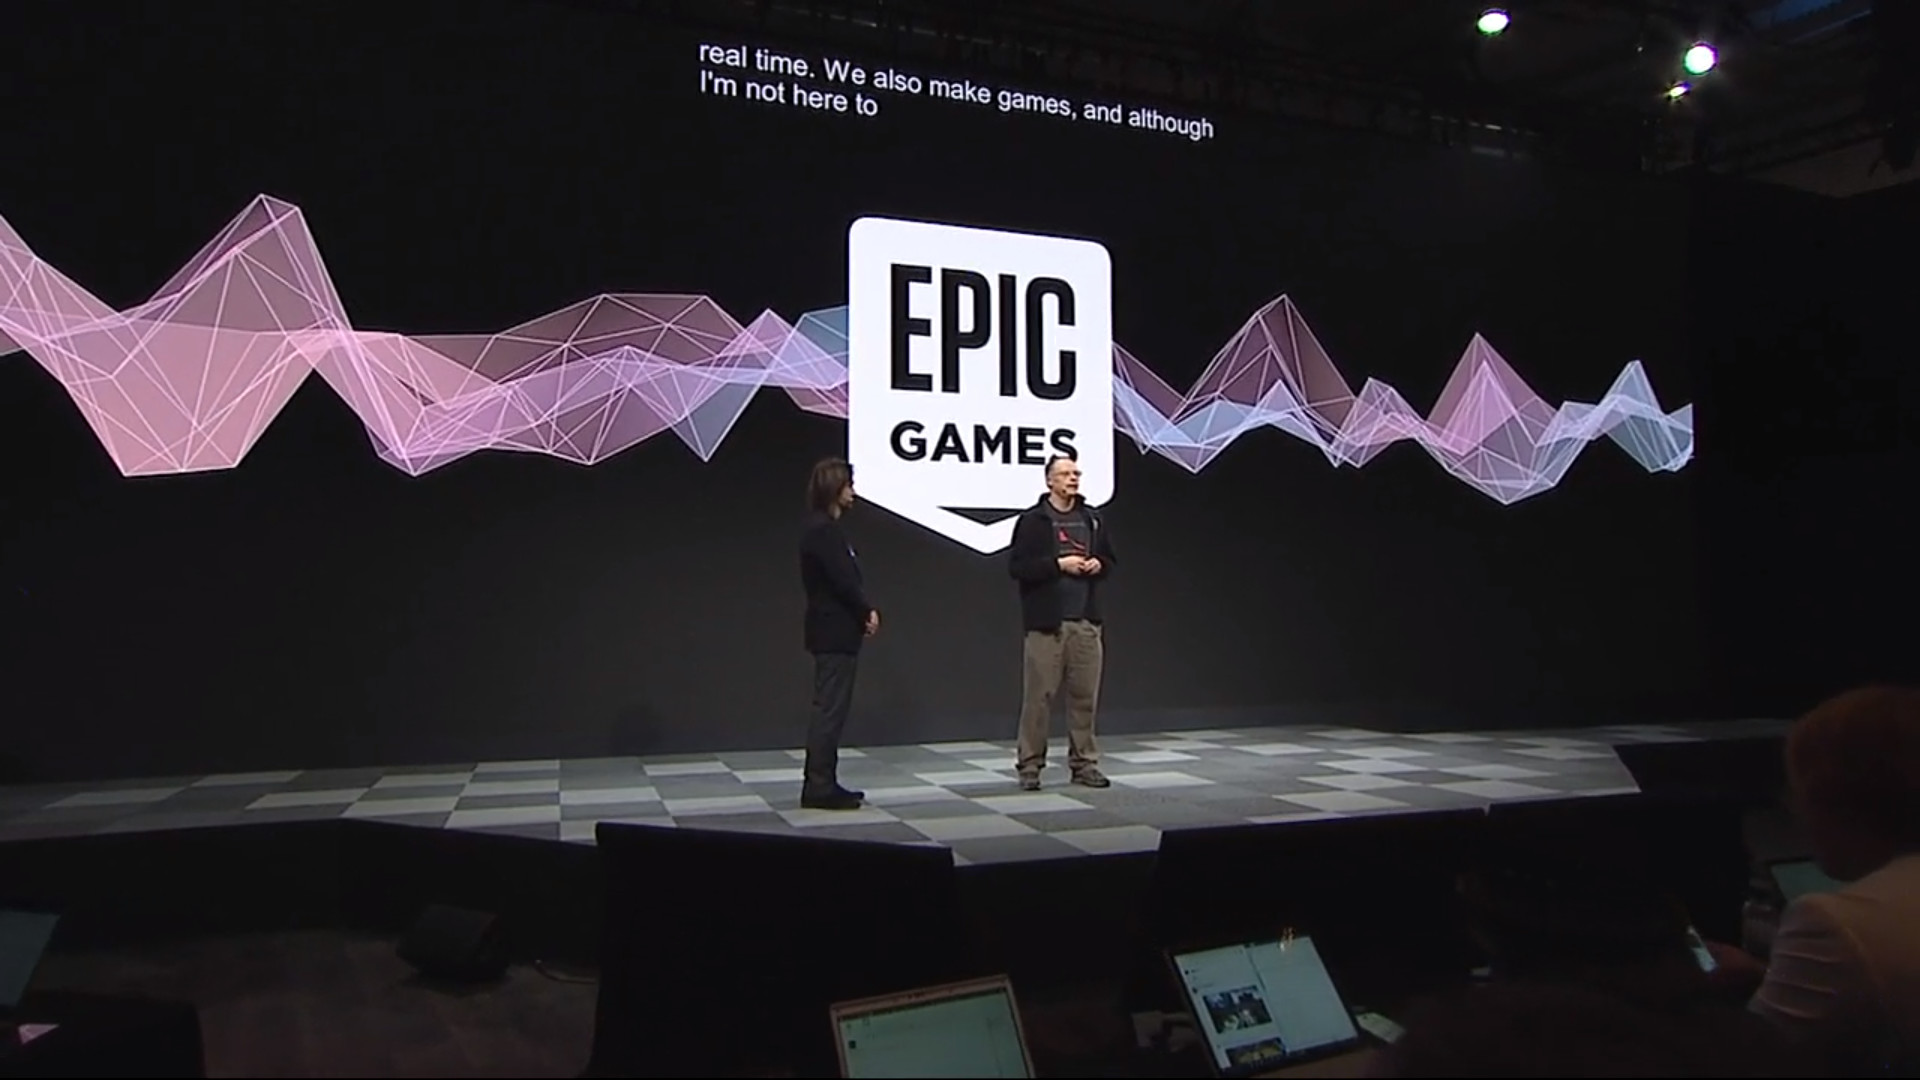 real time. We also make games, and although
I'm not here to
EPIC
GAMES